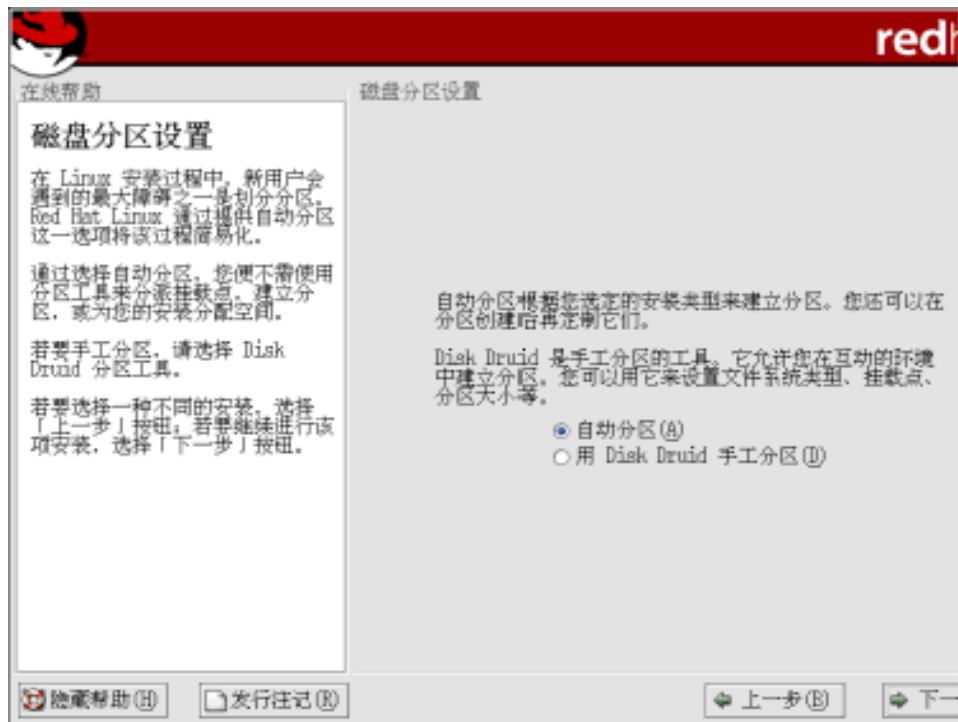 redh
在线帮助
磁盘分区设置
磁盘分区设置
在 Linux 安装过程中，新用户会
遇到的最大障碍之一是划分分区。
Red Hat Linux 通过提供自动分区
这一选项将该过程简易化。
通过选择自动分区，您便不需使用
分区工具来分派挂载点，建立分
区，或为您的安装分配空间。
若要手工分区，请选择 Disk
Druid 分区工具。
若要选择一种不同的安装，选择
「上一步」按钮；若要继续进行该
项安装，选择「下一步」按钮。
自动分区根据您选定的安装类型来建立分区。您还可以在
分区创建后再定制它们。
Disk Druid 是手工分区的工具。它允许您在互动的环境
中建立分区。您可以用它来设置文件系统类型、挂载点、
分区大小等。
自动分区(A)
用 Disk Druid 手工分区(D)
隐藏帮助(H)
发行注记(R)
上一步(B)
下一